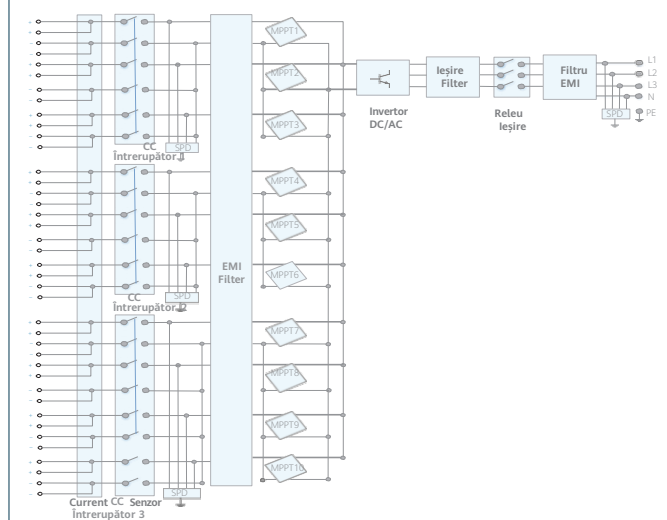 MPPT1
MPPT2
MPPT3
CC
Întrerupător 1
SPD
MPPT4
MPPT5
MPPT6
CC
Întrerupător 2
SPD
EMI
Filter
MPPT7
MPPT8
MPPT9
MPPT10
SPD
Current CC Senzor
Întrerupător 3
Invertor
DC/AC
Ieșire
Filter
Releu
Ieșire
Filtru
EMI
L1
L2
L3
N
SPD
PE